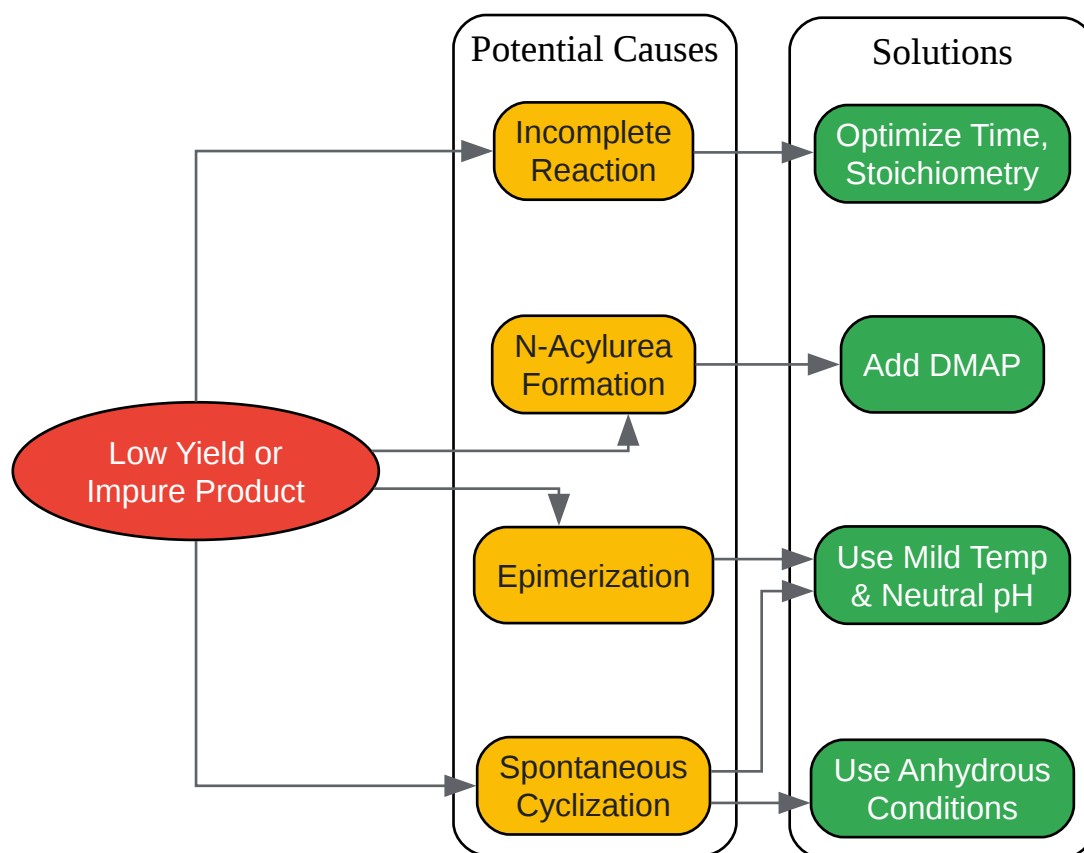 Potential Causes
Solutions
Incomplete
Reaction
Optimize Time,
Stoichiometry
N-Acylurea
Formation
Add DMAP
Low Yield or
Impure Product
Epimerization
Use Mild Temp
& Neutral pH
Spontaneous
Cyclization
Use Anhydrous
Conditions